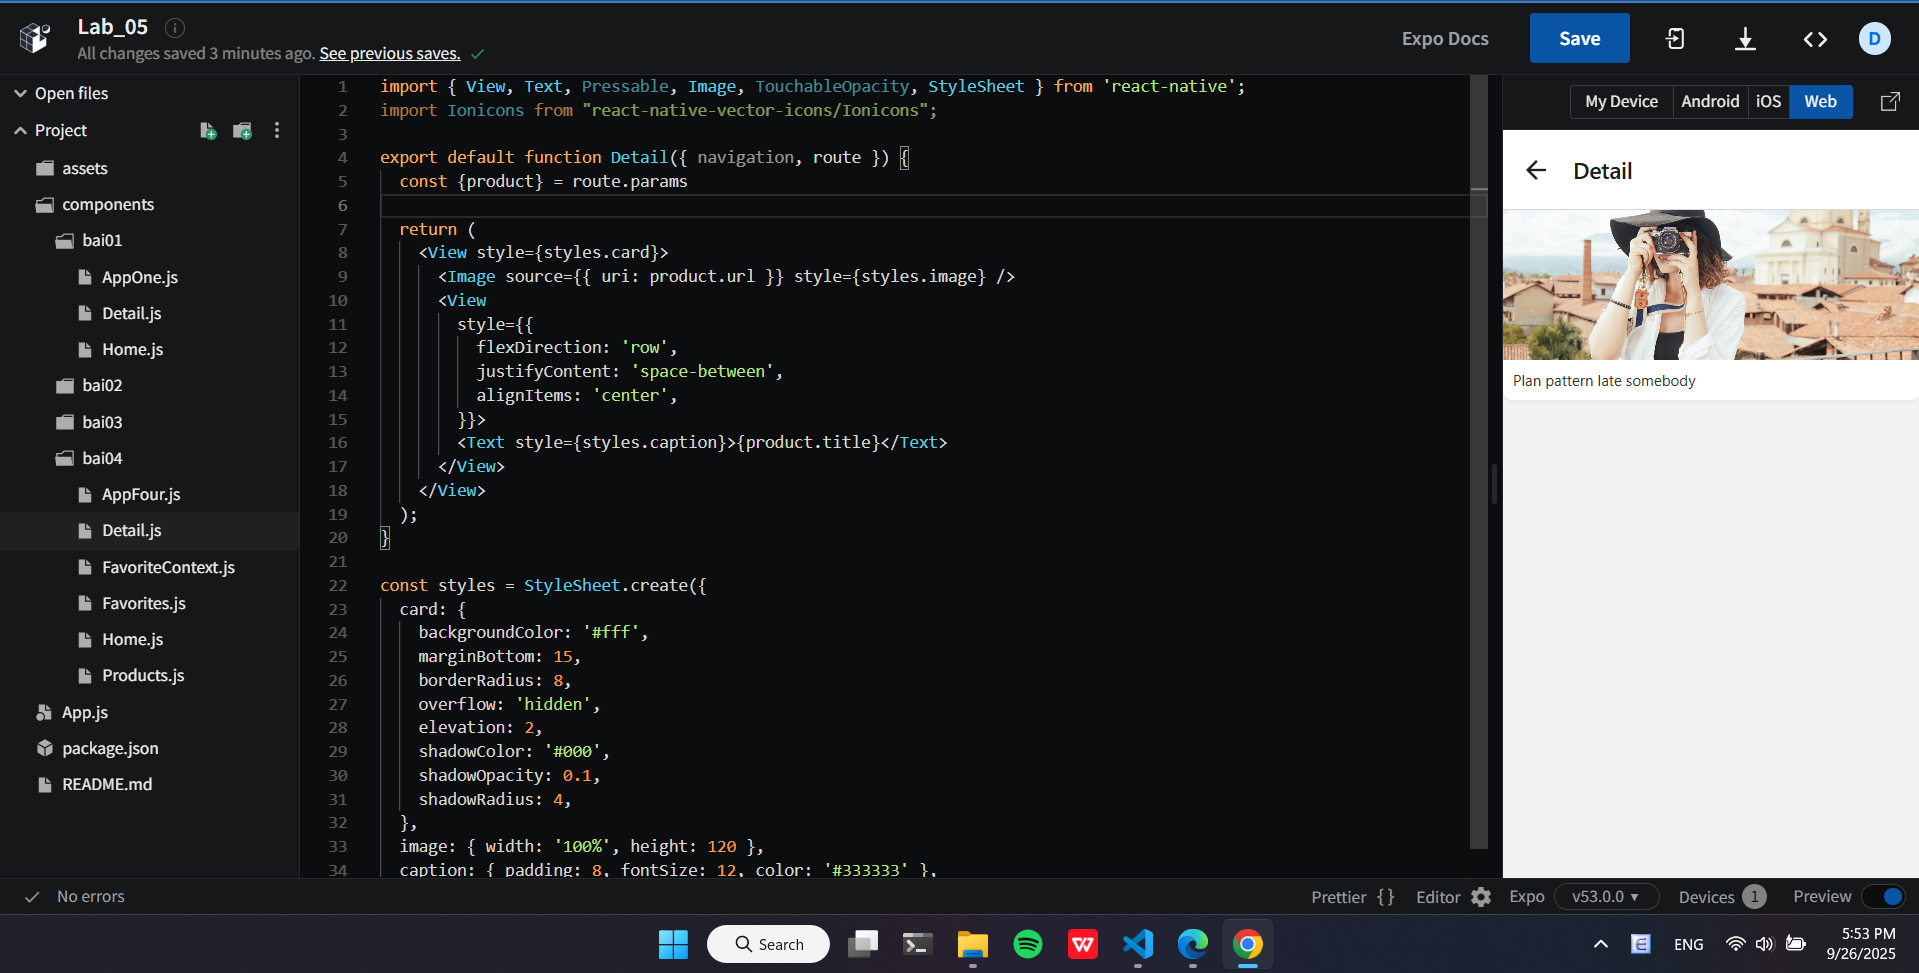 Lab_05
All changes saved 3 minutes ago. See previous saves.
Expo Docs
Save
D
Open files
Project
assets
components
bai01
AppOne.js
Detail.js
Home.js
bai02
bai03
bai04
AppFour.js
Detail.js
FavoriteContext.js
Favorites.js
Home.js
Products.js
App.js
package.json
README.md
1 import { View, Text, Pressable, Image, TouchableOpacity, StyleSheet } from 'react-native';
2 import Ionicons from "react-native-vector-icons/Ionicons";
3
4 export default function Detail({ navigation, route }) {
5 const {product} = route.params
6
7 return (
8 <View style={styles.card}>
9 <Image source={{ uri: product.url }} style={styles.image} />
10 <View
11 style={{
12 flexDirection: 'row',
13 justifyContent: 'space-between',
14 alignItems: 'center',
15 }}>
16 <Text style={styles.caption}>{product.title}</Text>
17 </View>
18 </View>
19 );
20 }
21
22 const styles = StyleSheet.create({
23 card: {
24 backgroundColor: '#fff',
25 marginBottom: 15,
26 borderRadius: 8,
27 overflow: 'hidden',
28 elevation: 2,
29 shadowColor: '#000',
30 shadowOpacity: 0.1,
31 shadowRadius: 4,
32 },
33 image: { width: '100%', height: 120 },
34 caption: { padding: 8, fontSize: 12, color: '#333333' },
My Device Android iOS Web
Detail
Plan pattern late somebody
No errors
Prettier {} Editor Expo v53.0.0 Devices 1 Preview
Search
ENG
5:53 PM
9/26/2025